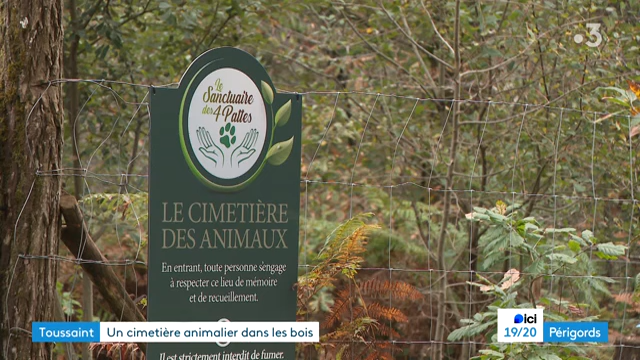 3
Le
Sanctuaire
des
4 Pattes
LE CIMETIÈRE
DES ANIMAUX
En entrant, toute personne s'engage
à respecter ce lieu de mémoire
et de recueillement.
Il est strictement interdit de fumer.
Toussaint Un cimetière animalier dans les bois
ici
19/20 Périgords